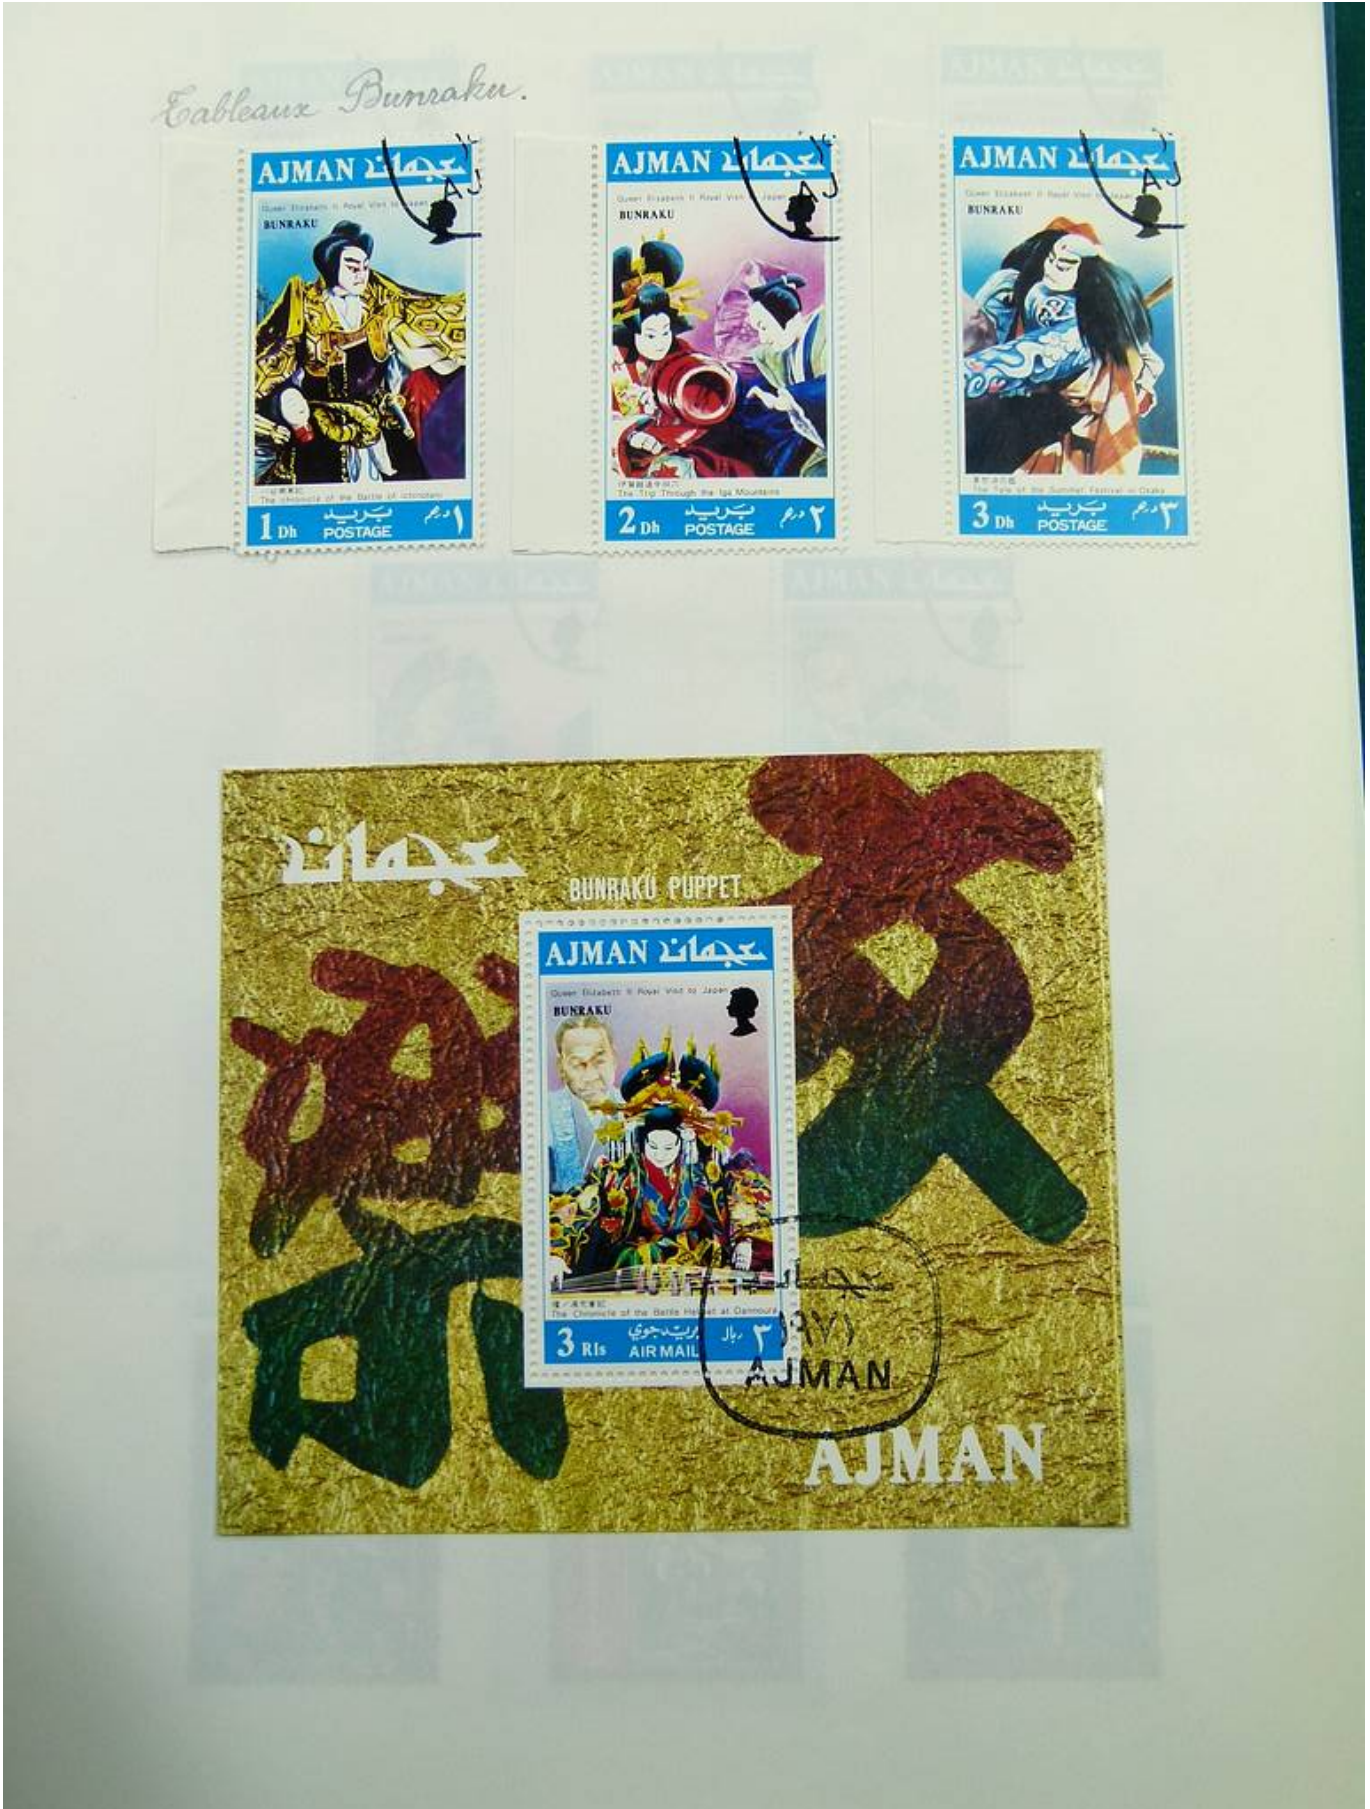 Tableaux Bunraku.
AJMAN عجمان
Queen Elizabeth II Royal Visit to Japan
BUNRAKU
The chronicle of the Battle of Ichinotani
1 Dh بريد POSTAGE ١ درهم
AJMAN عجمان
Queen Elizabeth II Royal Visit to Japan
BUNRAKU
The Trip Through the Iga Mountains
2 Dh بريد POSTAGE ٢ درهم
AJMAN عجمان
Queen Elizabeth II Royal Visit to Japan
BUNRAKU
The Tale of the Summer Festival in Osaka
3 Dh بريد POSTAGE ٣ درهم
عجمان
BUNRAKU PUPPET
文楽
AJMAN عجمان
Queen Elizabeth II Royal Visit to Japan
BUNRAKU
The Chronicle of the Battle Helmet at Dannoura
3 Rls بريد جوي AIR MAIL ٣ ريال
عجمان
١٩٧١
AJMAN
AJMAN